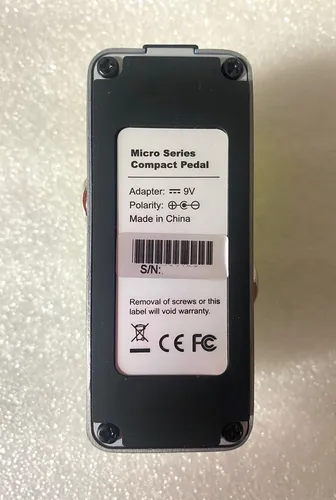 Micro Series
Compact Pedal
Adapter: 9V
Polarity:
Made in China
S/N:
Removal of screws or this
label will void warranty.
CE FC